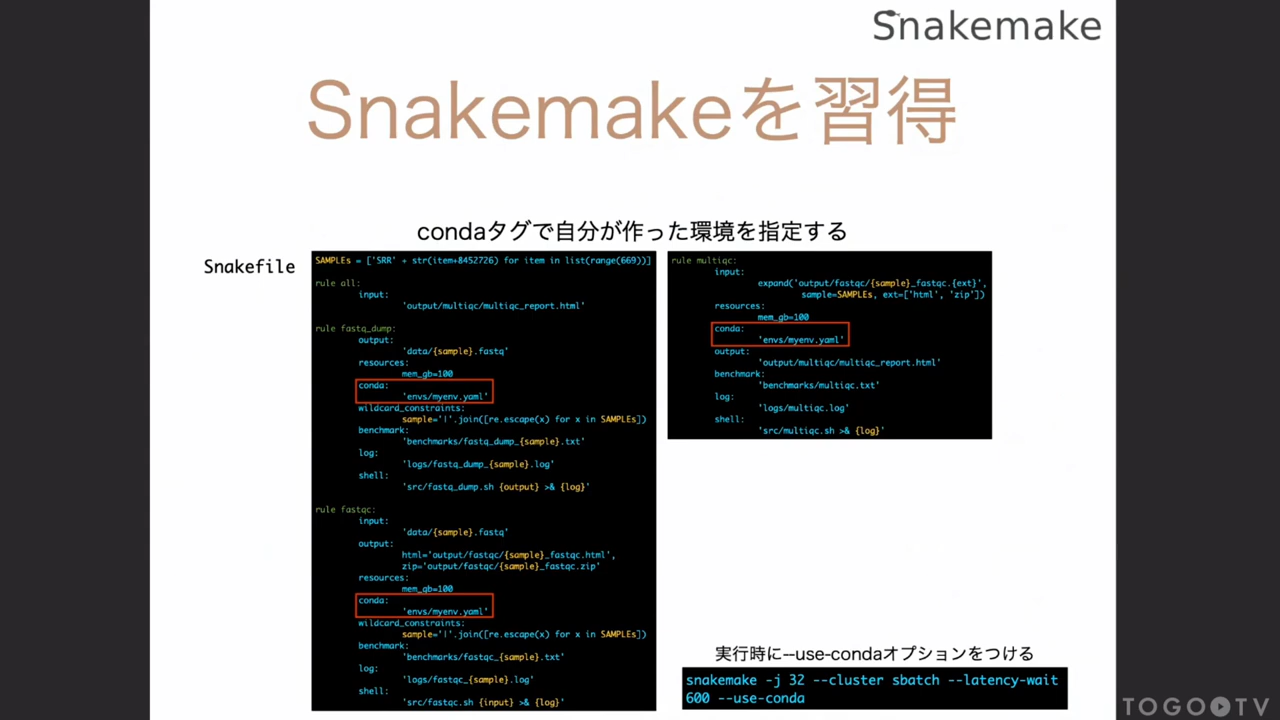 Snakemake
Snakemakeを習得
condaタグで自分が作った環境を指定する
Snakefile
SAMPLEs = ['SRR' + str(item+8452726) for item in list(range(669))]
rule all:
input:
'output/multiqc/multiqc_report.html'
rule fastq_dump:
output:
'data/{sample}.fastq'
resources:
mem_gb=100
conda:
'envs/myenv.yaml'
wildcard_constraints:
sample='|'.join([re.escape(x) for x in SAMPLEs])
benchmark:
'benchmarks/fastq_dump_{sample}.txt'
log:
'logs/fastq_dump_{sample}.log'
shell:
'src/fastq_dump.sh {output} >& {log}'
rule fastqc:
input:
'data/{sample}.fastq'
output:
html='output/fastqc/{sample}_fastqc.html',
zip='output/fastqc/{sample}_fastqc.zip'
resources:
mem_gb=100
conda:
'envs/myenv.yaml'
wildcard_constraints:
sample='|'.join([re.escape(x) for x in SAMPLEs])
benchmark:
'benchmarks/fastqc_{sample}.txt'
log:
'logs/fastqc_{sample}.log'
shell:
'src/fastqc.sh {input} >& {log}'
rule multiqc:
input:
expand('output/fastqc/{sample}_fastqc.{ext}',
sample=SAMPLEs, ext=['html', 'zip'])
resources:
mem_gb=100
conda:
'envs/myenv.yaml'
output:
'output/multiqc/multiqc_report.html'
benchmark:
'benchmarks/multiqc.txt'
log:
'logs/multiqc.log'
shell:
'src/multiqc.sh >& {log}'
実行時に--use-condaオプションをつける
snakemake -j 32 --cluster sbatch --latency-wait
600 --use-conda
TOGOTV